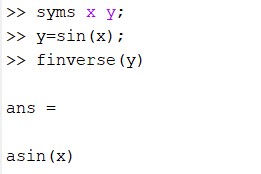 >> syms x y;
>> y=sin(x);
>> finverse(y)
ans =
asin(x)